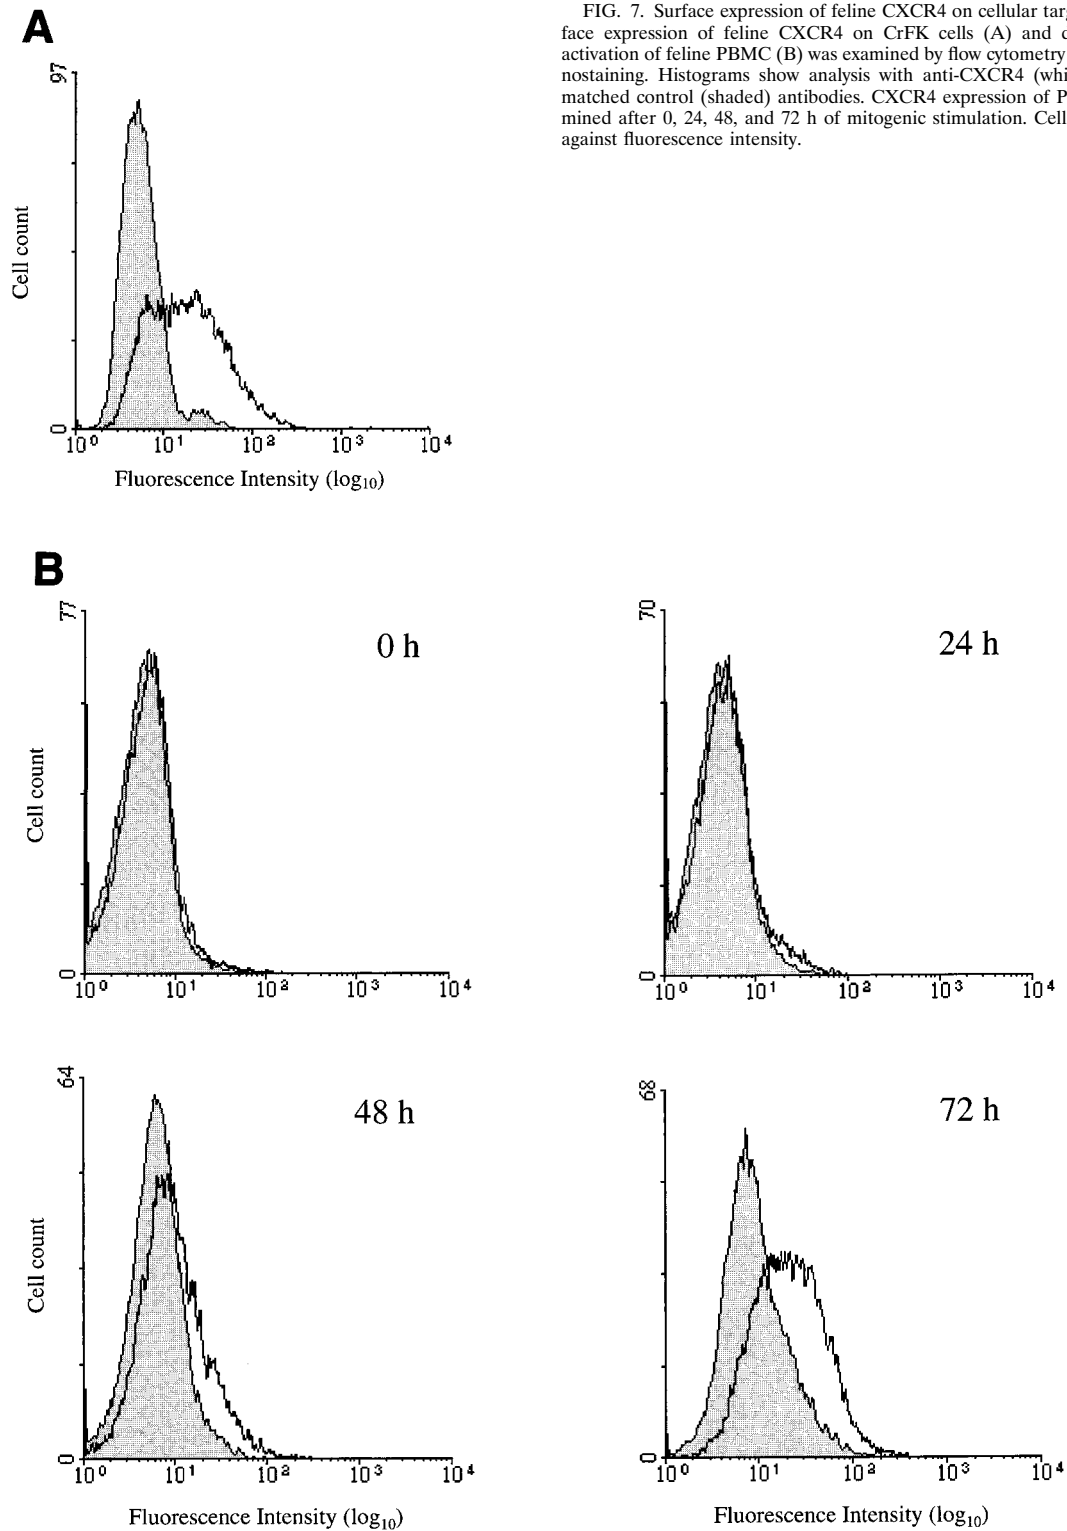 A
FIG. 7. Surface expression of feline CXCR4 on cellular
face expression of feline CXCR4 on CrFK cells (A) and
activation of feline PBMC (B) was examined by flow cytometry
nostaining. Histograms show analysis with anti-CXCR4
matched control (shaded) antibodies. CXCR4 expression of
mined after 0, 24, 48, and 72 h of mitogenic stimulation. Cell
against fluorescence intensity.
97
Cell count
0
10⁰ 10¹ 10² 10³ 10⁴
Fluorescence Intensity (log₁₀)
B
77
0 h
Cell count
0
10⁰ 10¹ 10² 10³ 10⁴
70
24 h
0
10⁰ 10¹ 10² 10³ 10⁴
64
48 h
Cell count
0
10⁰ 10¹ 10² 10³ 10⁴
Fluorescence Intensity (log₁₀)
68
72 h
0
10⁰ 10¹ 10² 10³ 10⁴
Fluorescence Intensity (log₁₀)